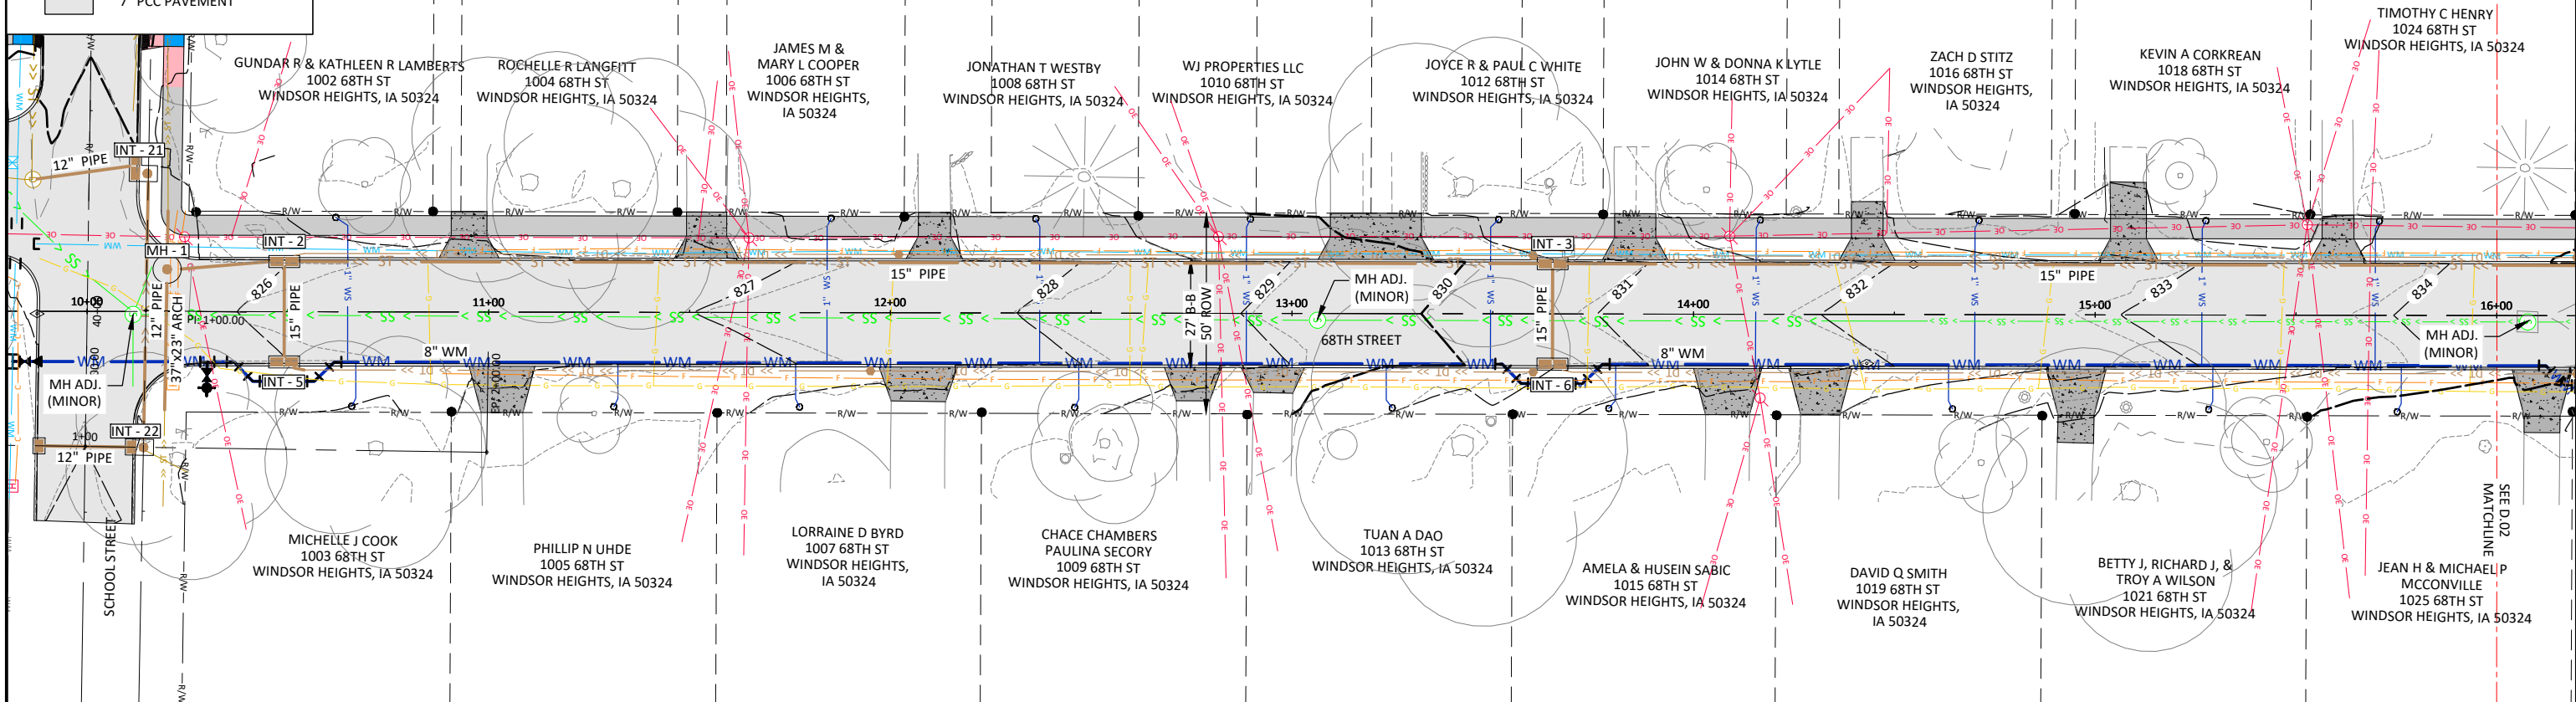 7" PCC PAVEMENT
GUNDAR R & KATHLEEN R LAMBERTS
1002 68TH ST
WINDSOR HEIGHTS, IA 50324
ROCHELLE R LANGFITT
1004 68TH ST
WINDSOR HEIGHTS, IA 50324
JAMES M &
MARY L COOPER
1006 68TH ST
WINDSOR HEIGHTS,
IA 50324
JONATHAN T WESTBY
1008 68TH ST
WINDSOR HEIGHTS, IA 50324
WJ PROPERTIES LLC
1010 68TH ST
WINDSOR HEIGHTS, IA 50324
JOYCE R & PAUL C WHITE
1012 68TH ST
WINDSOR HEIGHTS, IA 50324
JOHN W & DONNA K LYTLE
1014 68TH ST
WINDSOR HEIGHTS, IA 50324
ZACH D STITZ
1016 68TH ST
WINDSOR HEIGHTS,
IA 50324
KEVIN A CORKREAN
1018 68TH ST
WINDSOR HEIGHTS, IA 50324
TIMOTHY C HENRY
1024 68TH ST
WINDSOR HEIGHTS, IA 50324
INT - 21
12" PIPE
MH - 1
INT - 2
INT - 3
15" PIPE
15" PIPE
826
827
828
829
830
831
832
833
834
10+00
11+00
12+00
13+00
14+00
15+00
16+00
PI: 1+00.00
12" PIPE
37"x23" ARCH
15" PIPE
27' B-B
50' ROW
MH ADJ.
(MINOR)
68TH STREET
15" PIPE
8" WM
8" WM
1" WS
1" WS
1" WS
1" WS
1" WS
1" WS
MH ADJ.
(MINOR)
MH ADJ.
(MINOR)
INT - 5
INT - 6
INT - 22
1+00
12" PIPE
SCHOOL STREET
MICHELLE J COOK
1003 68TH ST
WINDSOR HEIGHTS, IA 50324
PHILLIP N UHDE
1005 68TH ST
WINDSOR HEIGHTS, IA 50324
LORRAINE D BYRD
1007 68TH ST
WINDSOR HEIGHTS,
IA 50324
CHACE CHAMBERS
PAULINA SECORY
1009 68TH ST
WINDSOR HEIGHTS, IA 50324
TUAN A DAO
1013 68TH ST
WINDSOR HEIGHTS, IA 50324
AMELA & HUSEIN SABIC
1015 68TH ST
WINDSOR HEIGHTS, IA 50324
DAVID Q SMITH
1019 68TH ST
WINDSOR HEIGHTS,
IA 50324
BETTY J, RICHARD J, &
TROY A WILSON
1021 68TH ST
WINDSOR HEIGHTS, IA 50324
JEAN H & MICHAEL P
MCCONVILLE
1025 68TH ST
WINDSOR HEIGHTS, IA 50324
SEE D.02
MATCHLINE